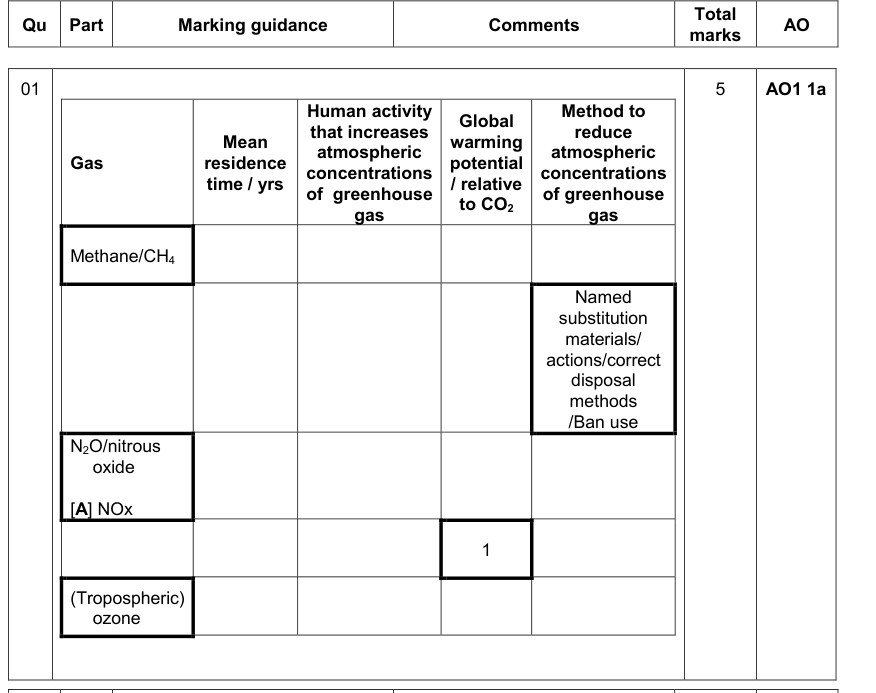 Qu Part Marking guidance Comments Total marks AO
01
5 AO1 1a
Gas
Mean
residence
time / yrs
Human activity
that increases
atmospheric
concentrations
of greenhouse
gas
Global
warming
potential
/ relative
to CO₂
Method to
reduce
atmospheric
concentrations
of greenhouse
gas
Methane/CH₄
Named
substitution
materials/
actions/correct
disposal
methods
/Ban use
N₂O/nitrous
oxide
[A] NOx
1
(Tropospheric)
ozone